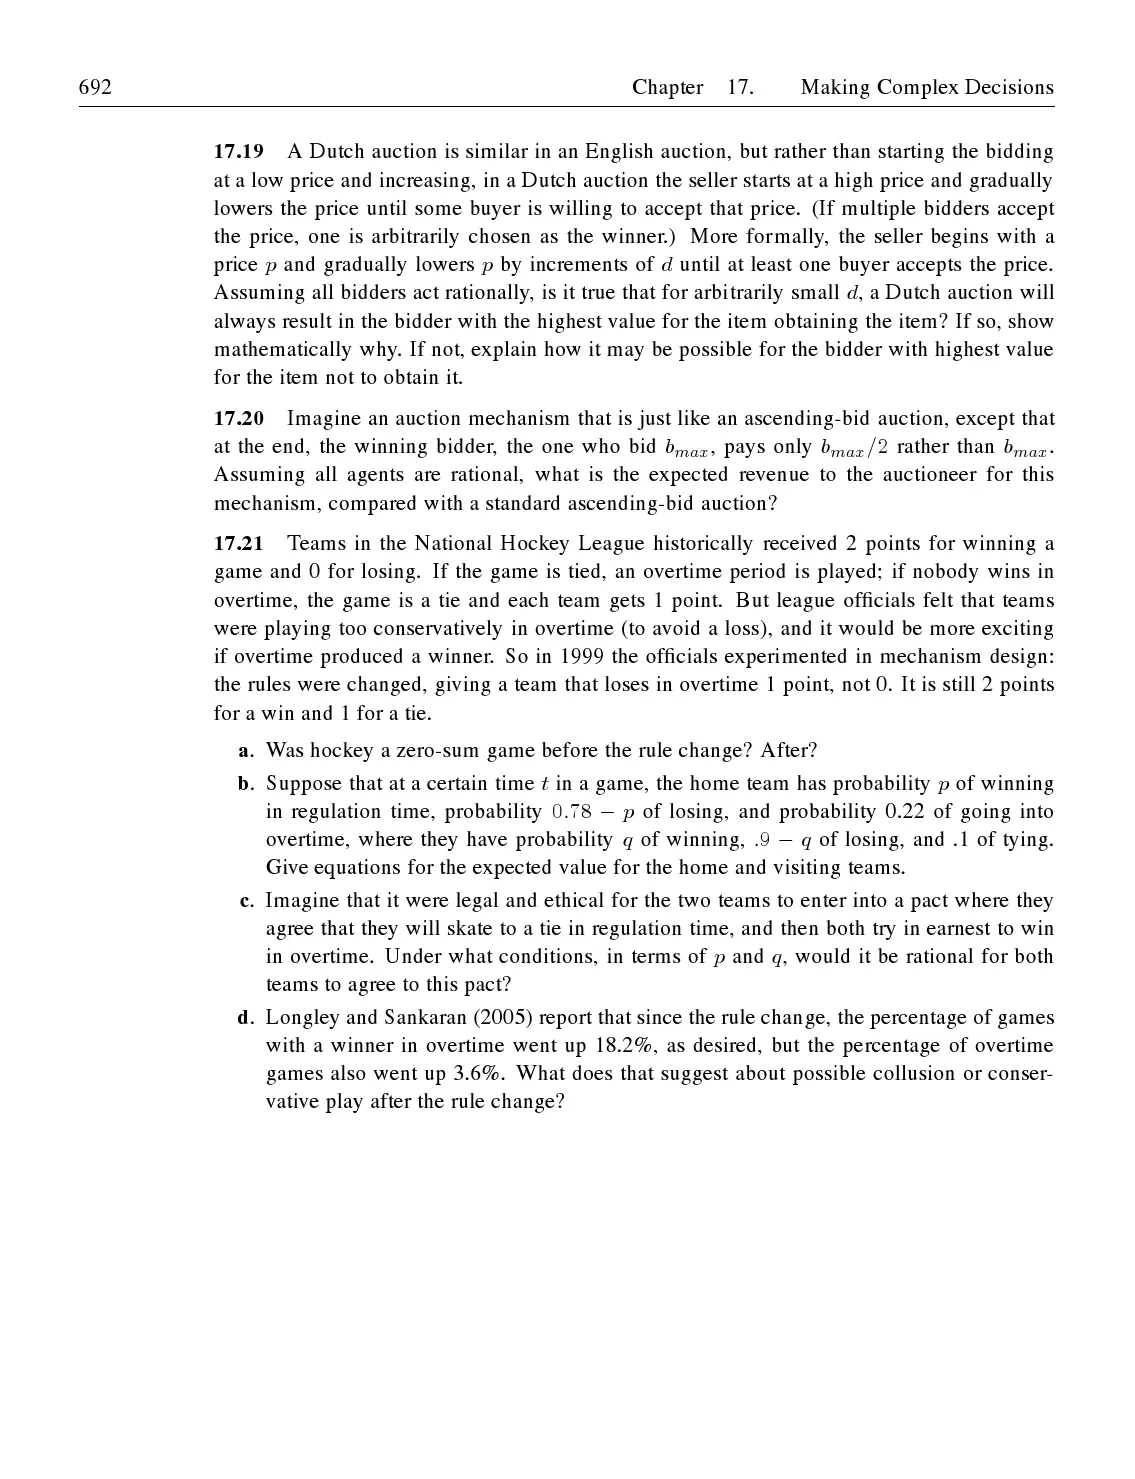 692 Chapter 17. Making Complex Decisions
17.19 A Dutch auction is similar in an English auction, but rather than starting the bidding
at a low price and increasing, in a Dutch auction the seller starts at a high price and gradually
lowers the price until some buyer is willing to accept that price. (If multiple bidders accept
the price, one is arbitrarily chosen as the winner.) More formally, the seller begins with a
price p and gradually lowers p by increments of d until at least one buyer accepts the price.
Assuming all bidders act rationally, is it true that for arbitrarily small d, a Dutch auction will
always result in the bidder with the highest value for the item obtaining the item? If so, show
mathematically why. If not, explain how it may be possible for the bidder with highest value
for the item not to obtain it.
17.20 Imagine an auction mechanism that is just like an ascending-bid auction, except that
at the end, the winning bidder, the one who bid b_max, pays only b_max/2 rather than b_max.
Assuming all agents are rational, what is the expected revenue to the auctioneer for this
mechanism, compared with a standard ascending-bid auction?
17.21 Teams in the National Hockey League historically received 2 points for winning a
game and 0 for losing. If the game is tied, an overtime period is played; if nobody wins in
overtime, the game is a tie and each team gets 1 point. But league officials felt that teams
were playing too conservatively in overtime (to avoid a loss), and it would be more exciting
if overtime produced a winner. So in 1999 the officials experimented in mechanism design:
the rules were changed, giving a team that loses in overtime 1 point, not 0. It is still 2 points
for a win and 1 for a tie.
a. Was hockey a zero-sum game before the rule change? After?
b. Suppose that at a certain time t in a game, the home team has probability p of winning
in regulation time, probability 0.78 − p of losing, and probability 0.22 of going into
overtime, where they have probability q of winning, .9 − q of losing, and .1 of tying.
Give equations for the expected value for the home and visiting teams.
c. Imagine that it were legal and ethical for the two teams to enter into a pact where they
agree that they will skate to a tie in regulation time, and then both try in earnest to win
in overtime. Under what conditions, in terms of p and q, would it be rational for both
teams to agree to this pact?
d. Longley and Sankaran (2005) report that since the rule change, the percentage of games
with a winner in overtime went up 18.2%, as desired, but the percentage of overtime
games also went up 3.6%. What does that suggest about possible collusion or conser-
vative play after the rule change?